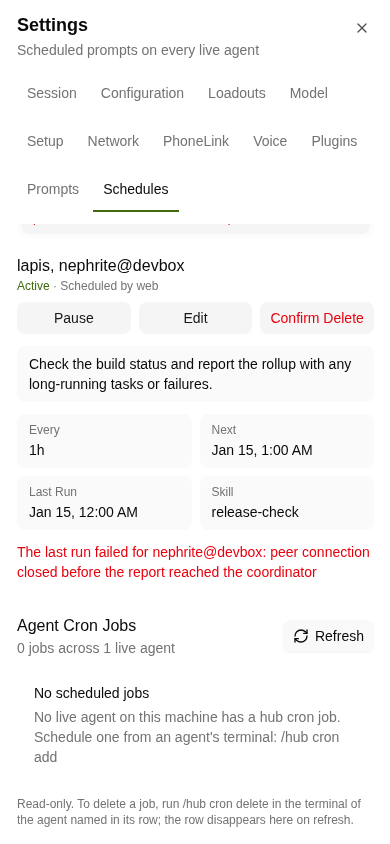 Settings
Scheduled prompts on every live agent
Session Configuration Loadouts Model
Setup Network PhoneLink Voice Plugins
Prompts Schedules
lapis, nephrite@devbox
Active · Scheduled by web
Pause Edit Confirm Delete
Check the build status and report the rollup with any
long-running tasks or failures.
Every Next
1h Jan 15, 1:00 AM
Last Run Skill
Jan 15, 12:00 AM release-check
The last run failed for nephrite@devbox: peer connection
closed before the report reached the coordinator
Agent Cron Jobs
0 jobs across 1 live agent
Refresh
No scheduled jobs
No live agent on this machine has a hub cron job.
Schedule one from an agent's terminal: /hub cron
add
Read-only. To delete a job, run /hub cron delete in the terminal of
the agent named in its row; the row disappears here on refresh.